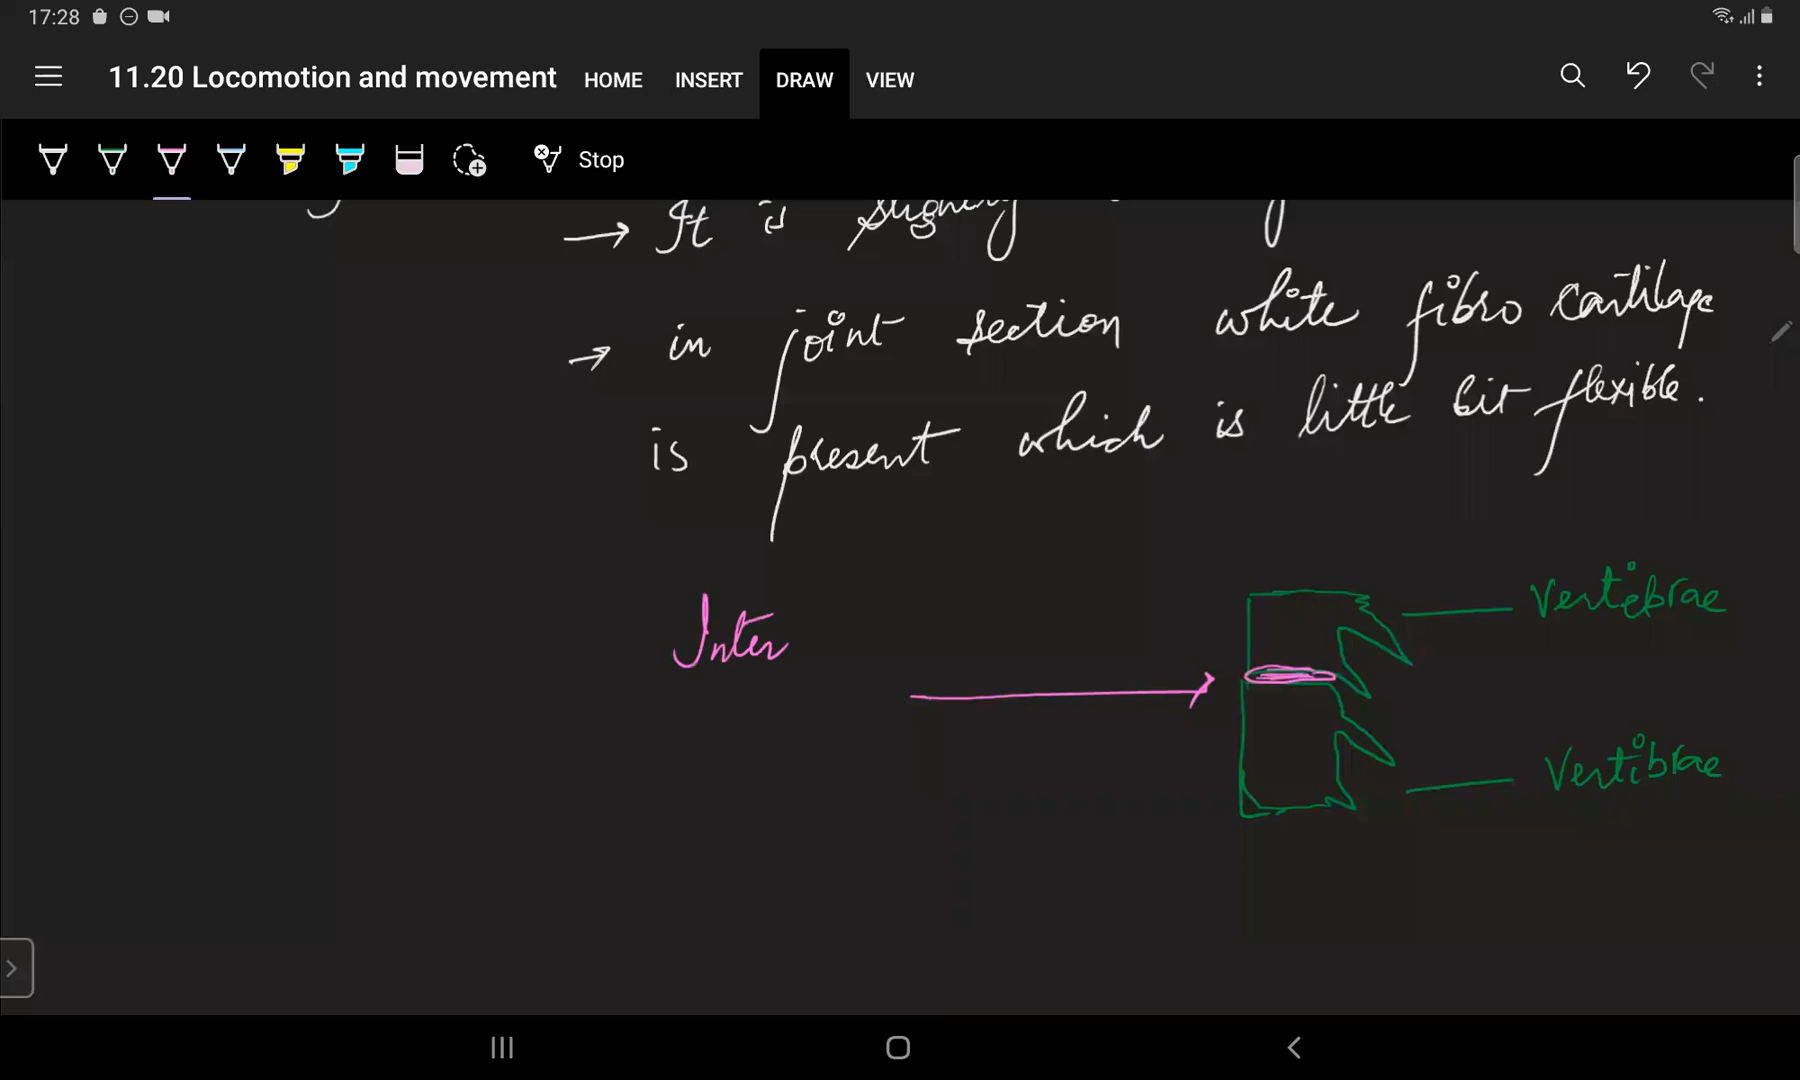 17:28
11.20 Locomotion and movement HOME INSERT DRAW VIEW
Stop
→ It is slightly
→ in joint section white fibro cartilage
is present which is little bit flexible.
Inter
Vertebrae
Vertibrae